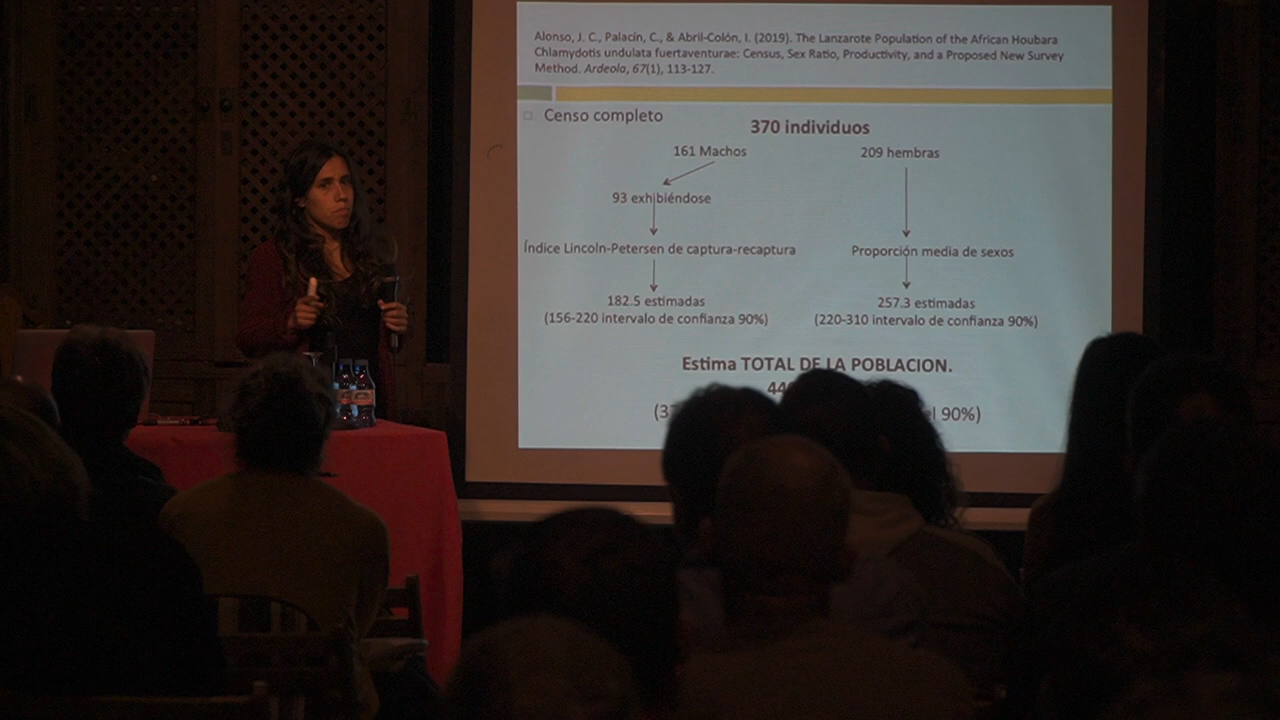 Alonso, J. C., Palacín, C., & Abril-Colón, I. (2019). The Lanzarote Population of the African Houbara
Chlamydotis undulata fuertaventurae: Census, Sex Ratio, Productivity, and a Proposed New Survey
Method. Ardeola, 67(1), 113-127.
Censo completo
370 individuos
161 Machos
209 hembras
93 exhibiéndose
Índice Lincoln-Petersen de captura-recaptura
Proporción media de sexos
182.5 estimadas
257.3 estimadas
(156-220 intervalo de confianza 90%)
(220-310 intervalo de confianza 90%)
Estima TOTAL DE LA POBLACION.
90%)